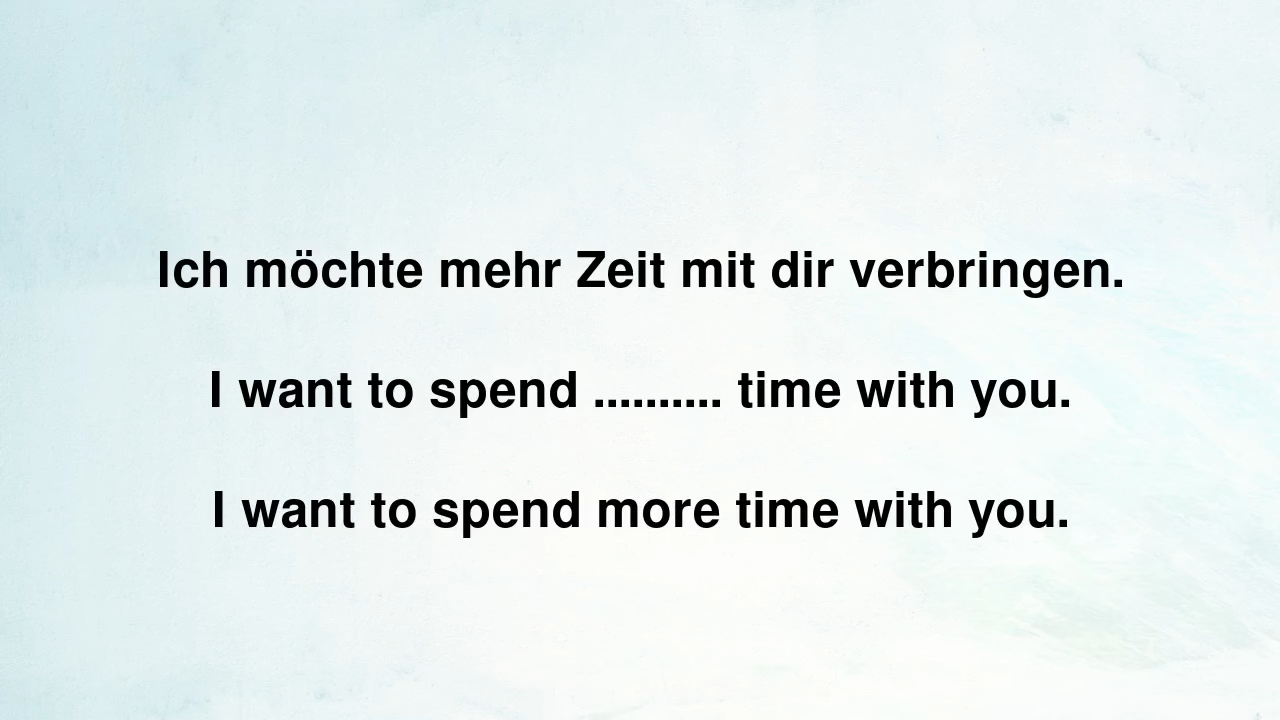 Ich möchte mehr Zeit mit dir verbringen.
I want to spend .......... time with you.
I want to spend more time with you.